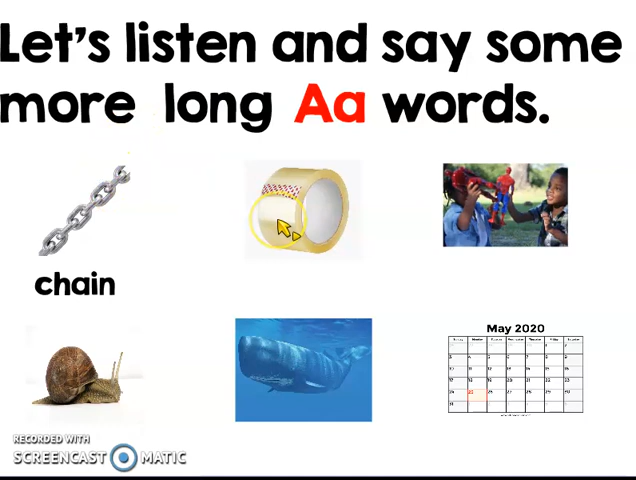 Let's listen and say some
more long Aa words.
chain
May 2020
RECORDED WITH
SCREENCAST MATIC